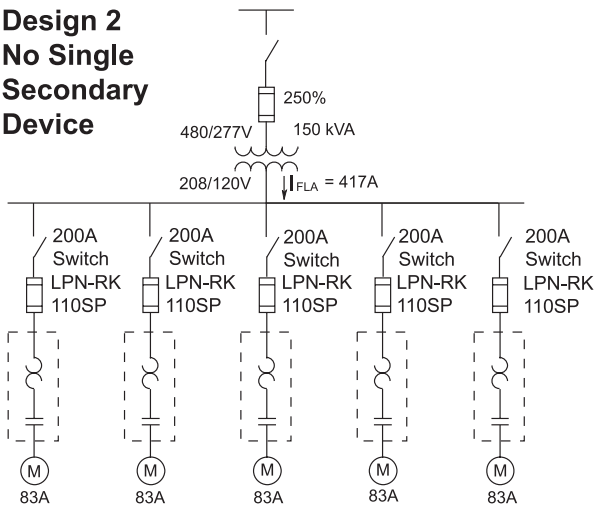 Design 2
No Single
Secondary
Device
250%
480/277V 150 kVA
208/120V I FLA = 417A
200A 200A 200A 200A 200A
Switch Switch Switch Switch Switch
LPN-RK LPN-RK LPN-RK LPN-RK LPN-RK
110SP 110SP 110SP 110SP 110SP
M M M M M
83A 83A 83A 83A 83A